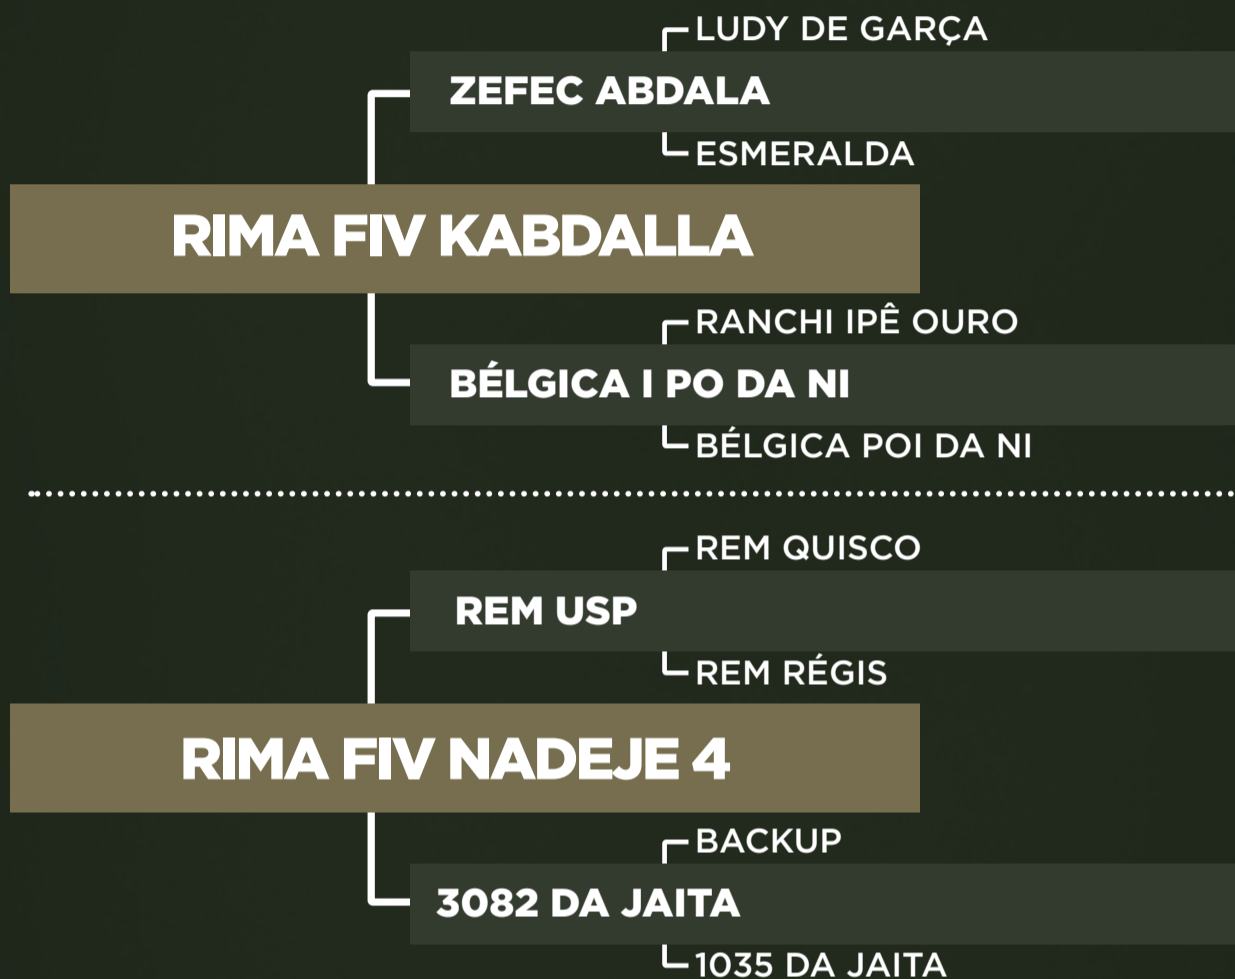 LUDY DE GARÇA
ZEFEC ABDALA
ESMERALDA
RIMA FIV KABDALLA
RANCHI IPÊ OURO
BÉLGICA I PO DA NI
BÉLGICA POI DA NI
REM QUISCO
REM USP
REM RÉGIS
RIMA FIV NADEJE 4
BACKUP
3082 DA JAITA
1035 DA JAITA